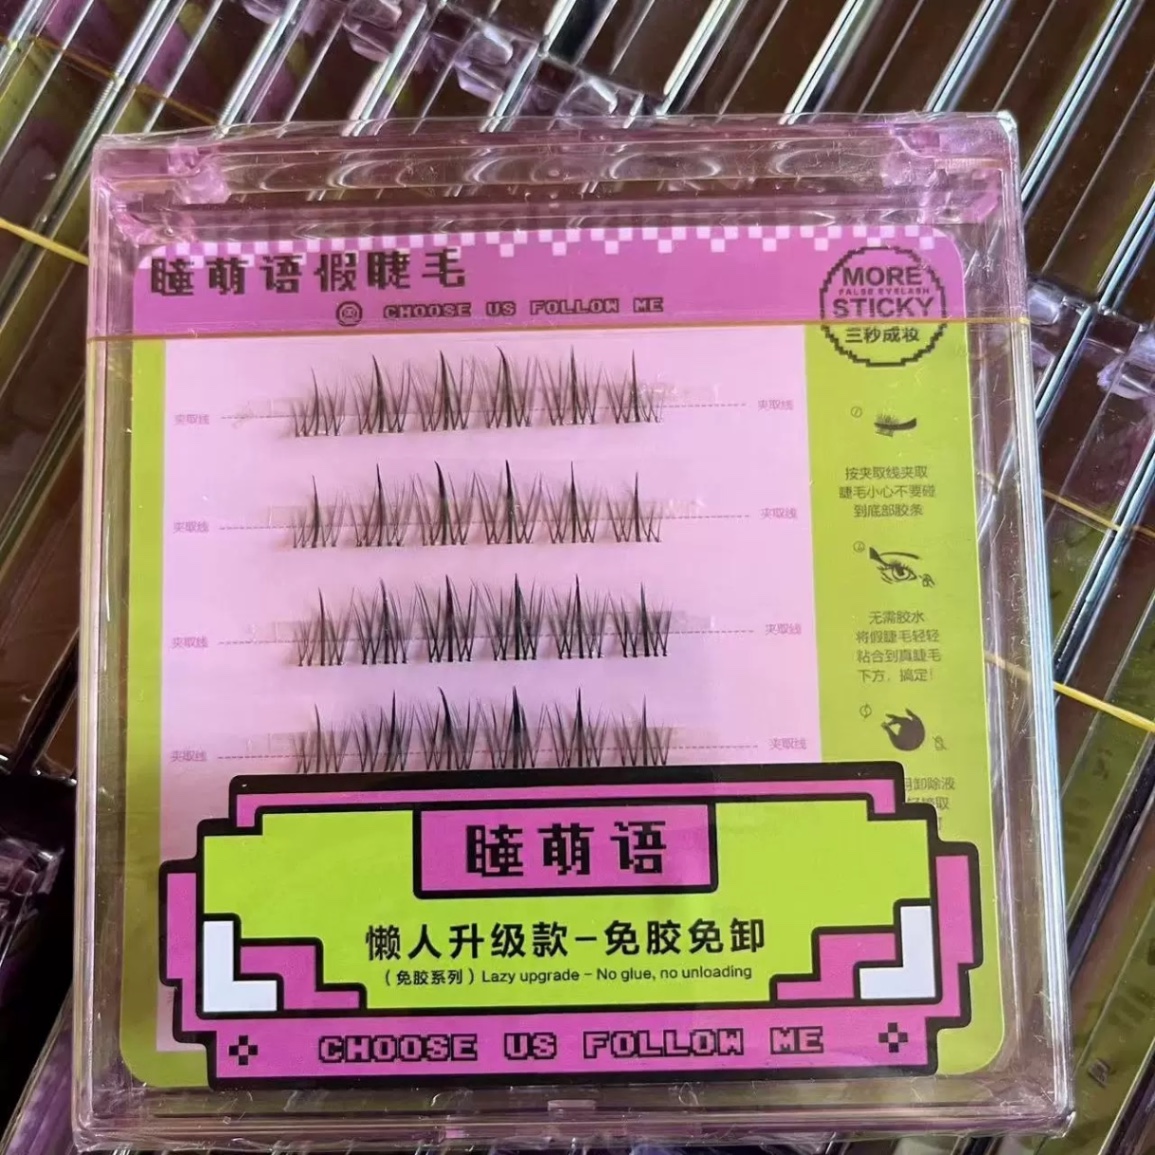 瞳萌语假睫毛
CHOOSE US FOLLOW ME
MORE
FALSE EYELASH
STICKY
三秒成妆
夹取线
夹取线
夹取线
夹取线
夹取线
夹取线
夹取线
夹取线
按夹取线夹取
睫毛小心不要碰
到底部胶条
无需胶水
将假睫毛轻轻
粘合到真睫毛
下方，搞定！
卸除液
瞳萌语
懒人升级款-免胶免卸
(免胶系列) Lazy upgrade - No glue, no unloading
CHOOSE US FOLLOW ME